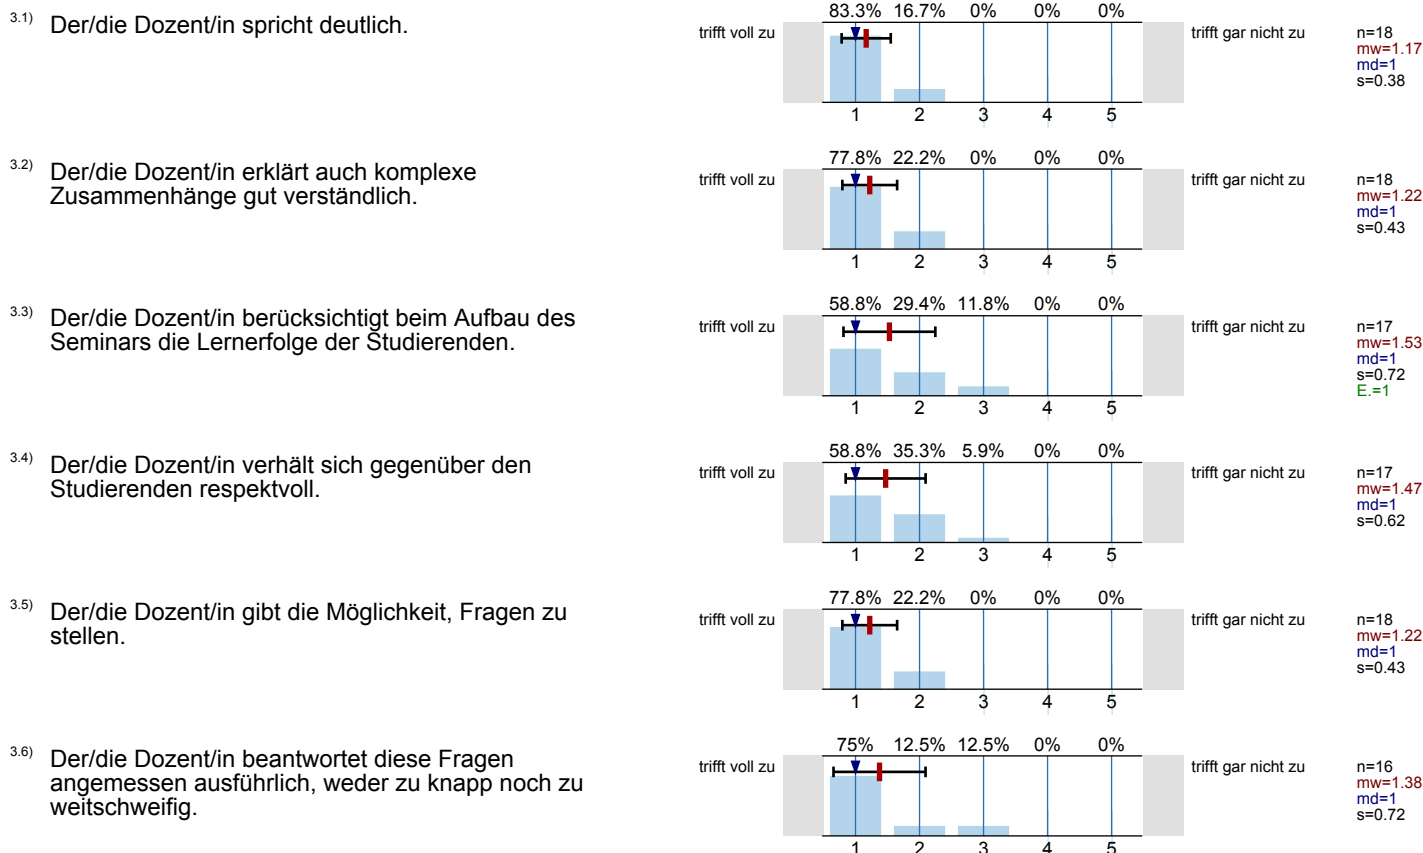 83.3% 16.7% 0% 0% 0%
3.1) Der/die Dozent/in spricht deutlich.
trifft voll zu
trifft gar nicht zu
n=18
mw=1.17
md=1
s=0.38
1 2 3 4 5
77.8% 22.2% 0% 0% 0%
3.2) Der/die Dozent/in erklärt auch komplexe
Zusammenhänge gut verständlich.
trifft voll zu
trifft gar nicht zu
n=18
mw=1.22
md=1
s=0.43
1 2 3 4 5
58.8% 29.4% 11.8% 0% 0%
3.3) Der/die Dozent/in berücksichtigt beim Aufbau des
Seminars die Lernerfolge der Studierenden.
trifft voll zu
trifft gar nicht zu
n=17
mw=1.53
md=1
s=0.72
E.=1
1 2 3 4 5
58.8% 35.3% 5.9% 0% 0%
3.4) Der/die Dozent/in verhält sich gegenüber den
Studierenden respektvoll.
trifft voll zu
trifft gar nicht zu
n=17
mw=1.47
md=1
s=0.62
1 2 3 4 5
77.8% 22.2% 0% 0% 0%
3.5) Der/die Dozent/in gibt die Möglichkeit, Fragen zu
stellen.
trifft voll zu
trifft gar nicht zu
n=18
mw=1.22
md=1
s=0.43
1 2 3 4 5
75% 12.5% 12.5% 0% 0%
3.6) Der/die Dozent/in beantwortet diese Fragen
angemessen ausführlich, weder zu knapp noch zu
weitschweifig.
trifft voll zu
trifft gar nicht zu
n=16
mw=1.38
md=1
s=0.72
1 2 3 4 5